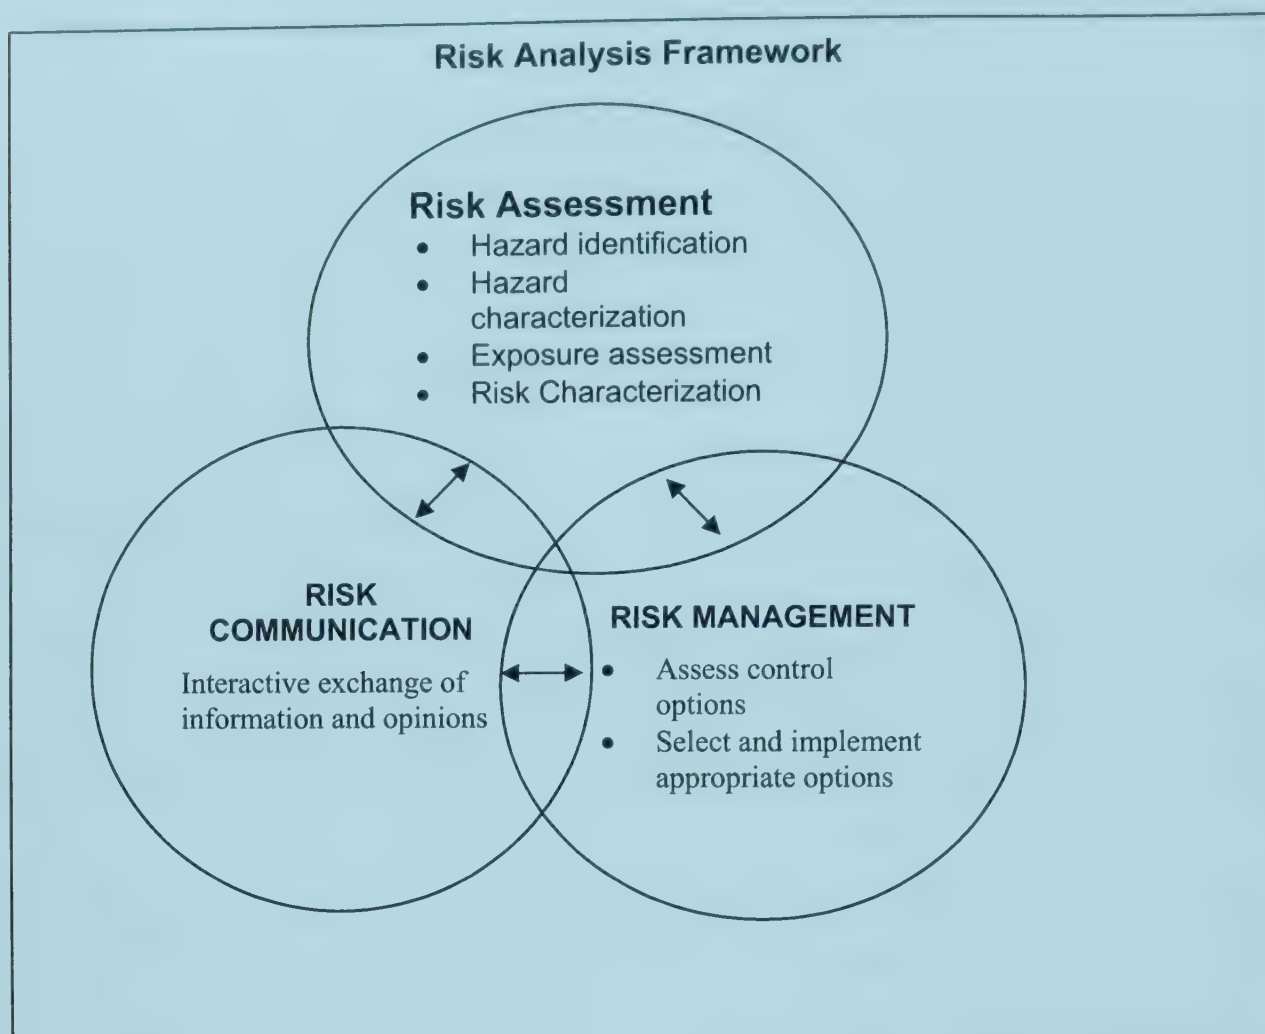 Risk Analysis Framework
Risk Assessment
• Hazard identification
• Hazard
characterization
• Exposure assessment
• Risk Characterization
RISK
COMMUNICATION
Interactive exchange of
information and opinions
RISK MANAGEMENT
• Assess control
options
• Select and implement
appropriate options